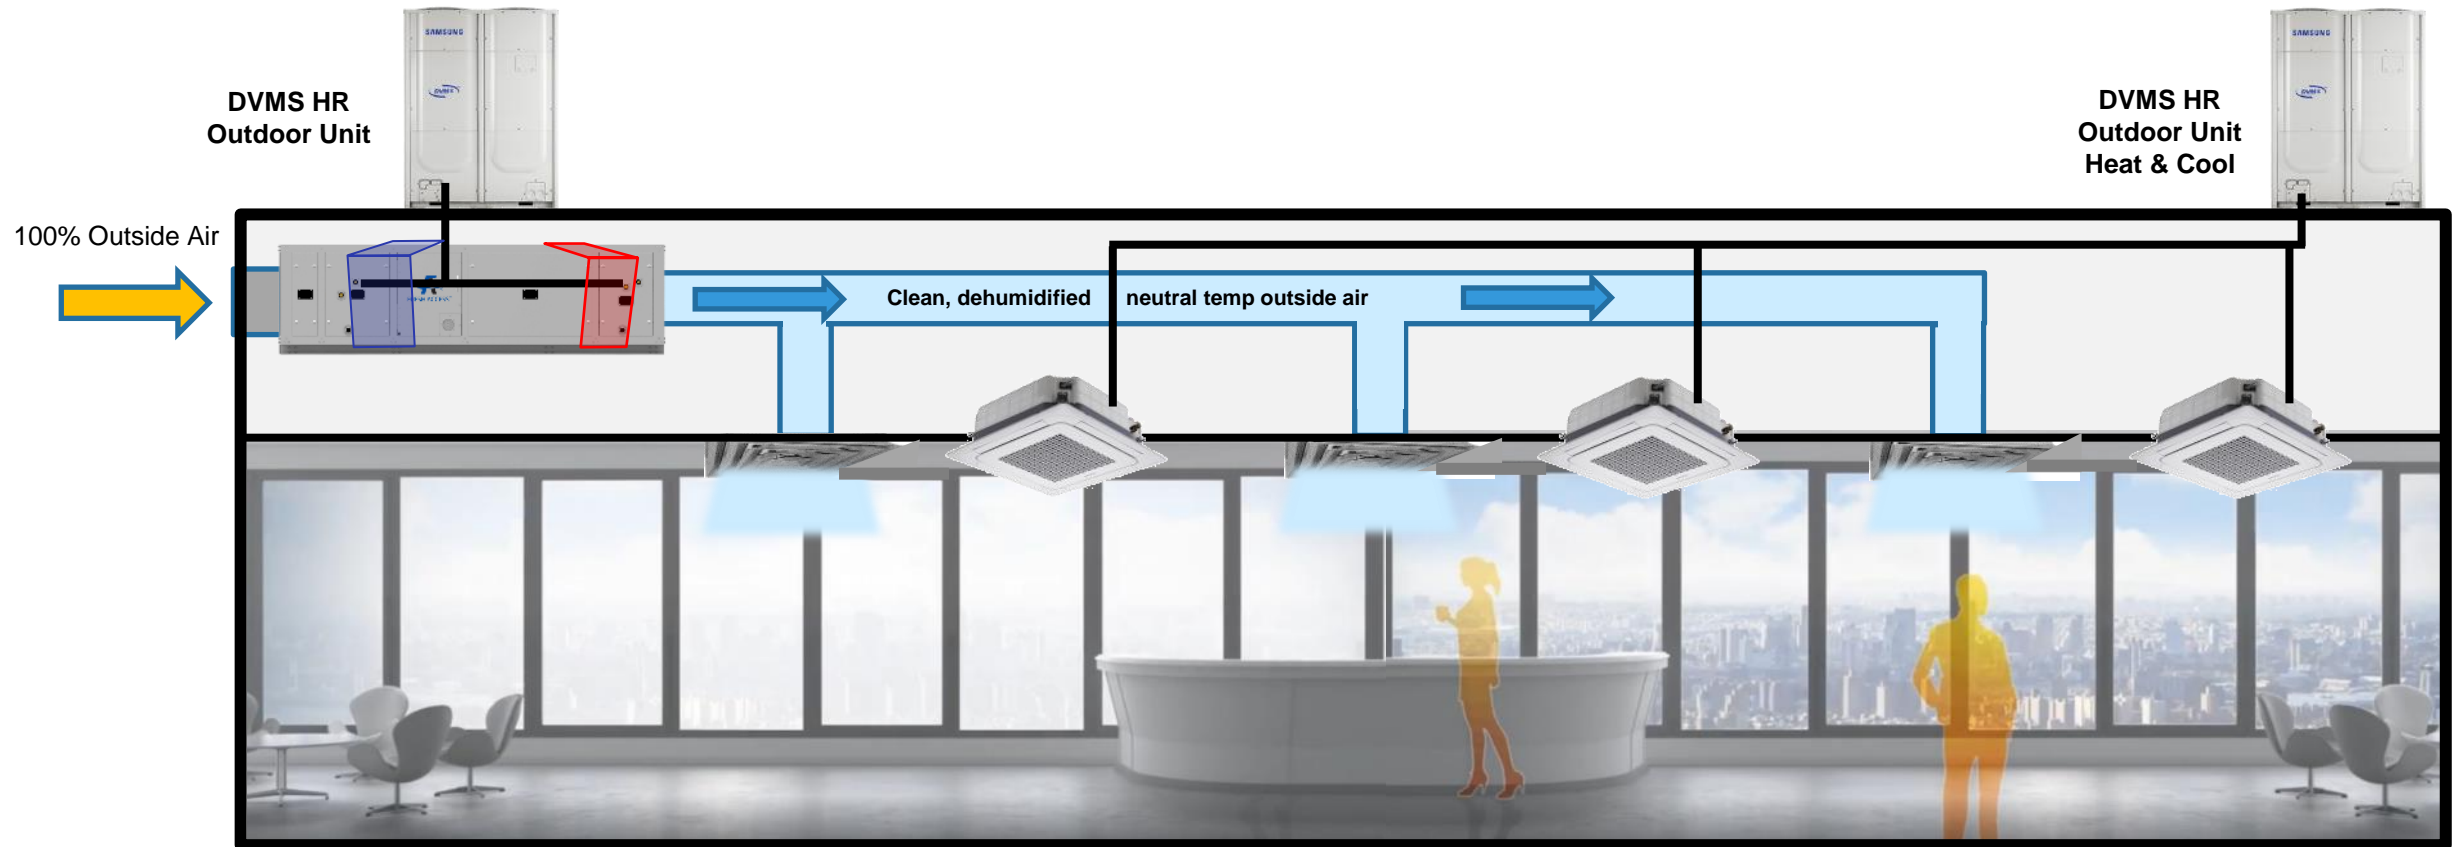 SAMSUNG
DVMS HR
Outdoor Unit
SAMSUNG
DVMS HR
Outdoor Unit
Heat & Cool
100% Outside Air
Clean, dehumidified neutral temp outside air